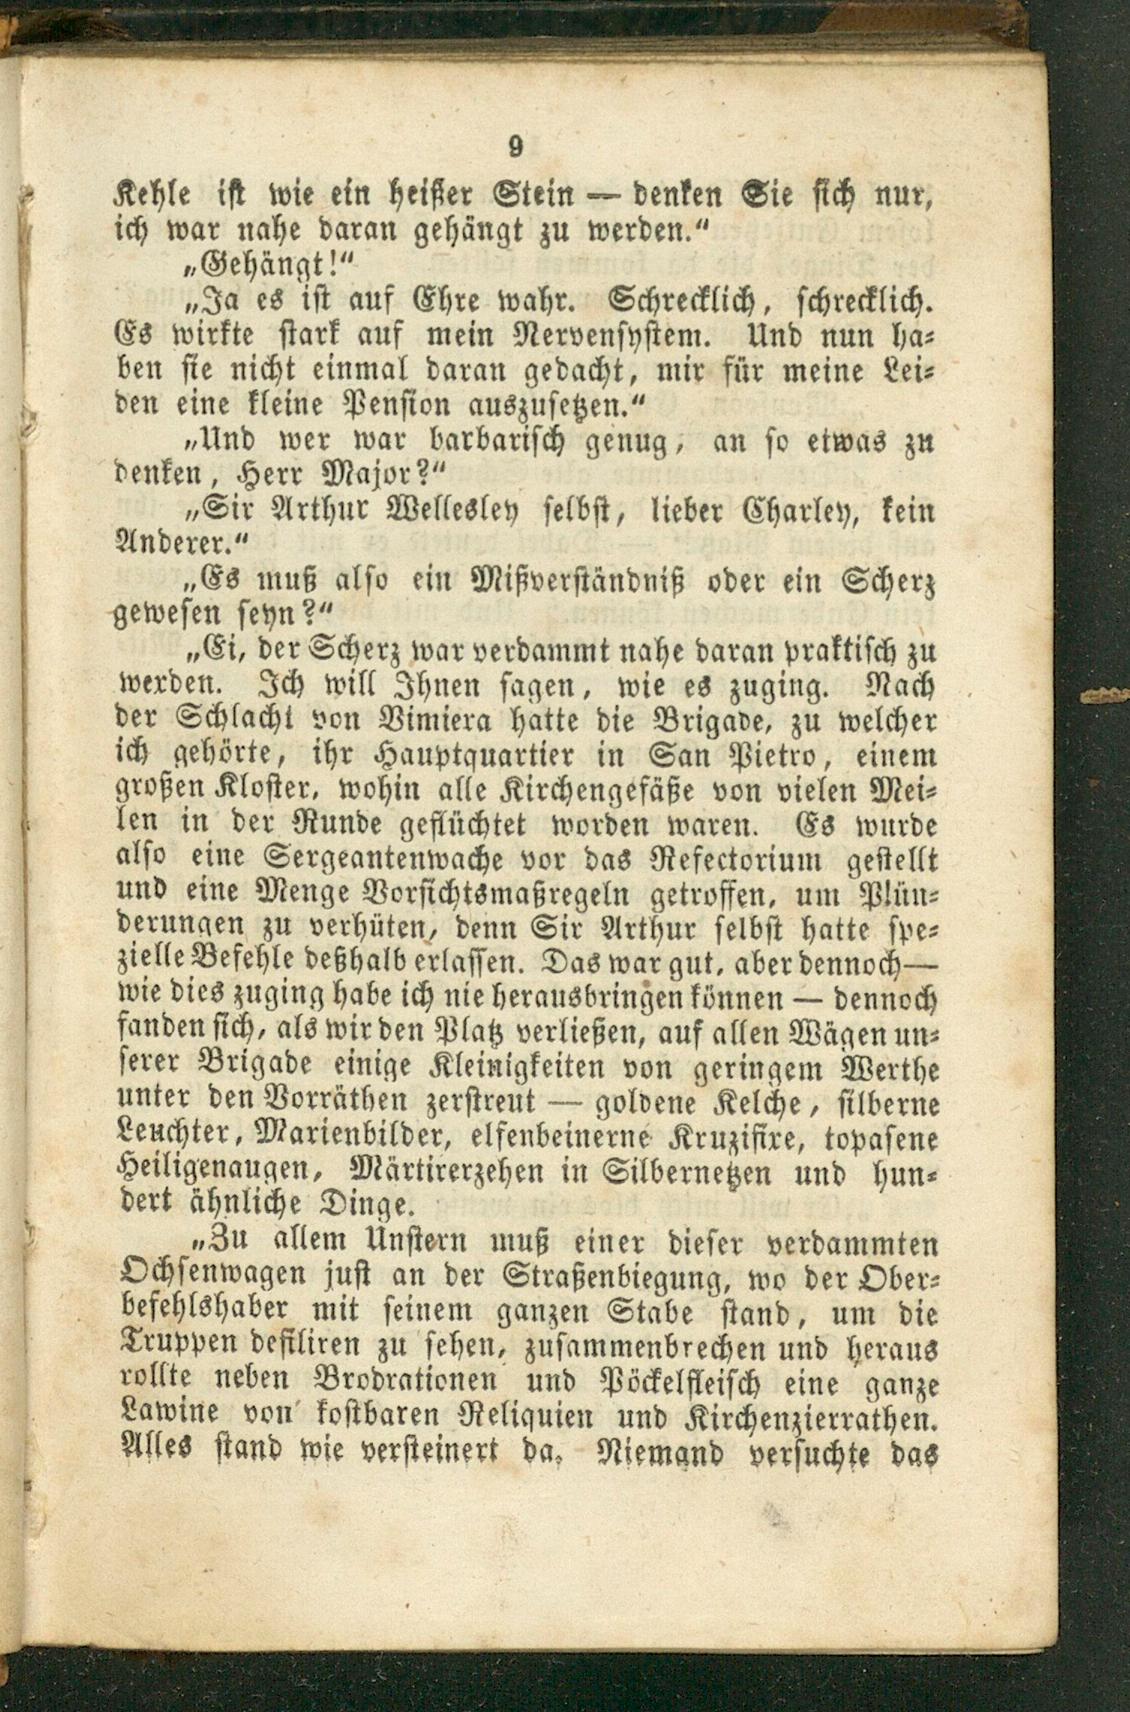 9
Kehle ist wie ein heißer Stein — denken Sie sich nur,
ich war nahe daran gehängt zu werden.“
„Gehängt!“
„Ja es ist auf Ehre wahr. Schrecklich, schrecklich.
Es wirkte stark auf mein Nervensystem. Und nun ha-
ben sie nicht einmal daran gedacht, mir für meine Lei-
den eine kleine Pension auszusetzen.“
„Und wer war barbarisch genug, an so etwas zu
denken, Herr Major?“
„Sir Arthur Wellesley selbst, lieber Charley, kein
Anderer.“
„Es muß also ein Mißverständniß oder ein Scherz
gewesen seyn?“
„Ei, der Scherz war verdammt nahe daran praktisch zu
werden. Ich will Ihnen sagen, wie es zuging. Nach
der Schlacht von Vimiera hatte die Brigade, zu welcher
ich gehörte, ihr Hauptquartier in San Pietro, einem
großen Kloster, wohin alle Kirchengefäße von vielen Mei-
len in der Runde geflüchtet worden waren. Es wurde
also eine Sergeantenwache vor das Refectorium gestellt
und eine Menge Vorsichtsmaßregeln getroffen, um Plün-
derungen zu verhüten, denn Sir Arthur selbst hatte spe-
zielle Befehle deßhalb erlassen. Das war gut, aber dennoch—
wie dies zuging habe ich nie herausbringen können — dennoch
fanden sich, als wir den Platz verließen, auf allen Wägen un-
serer Brigade einige Kleinigkeiten von geringem Werthe
unter den Vorräthen zerstreut — goldene Kelche, silberne
Leuchter, Marienbilder, elfenbeinerne Kruzifixe, topasene
Heiligenaugen, Märtirerzehen in Silbernetzen und hun-
dert ähnliche Dinge.
„Zu allem Unstern muß einer dieser verdammten
Ochsenwagen just an der Straßenbiegung, wo der Ober-
befehlshaber mit seinem ganzen Stabe stand, um die
Truppen defiliren zu sehen, zusammenbrechen und heraus
rollte neben Brodrationen und Pöckelfleisch eine ganze
Lawine von kostbaren Reliquien und Kirchenzierrathen.
Alles stand wie versteinert da. Niemand versuchte das